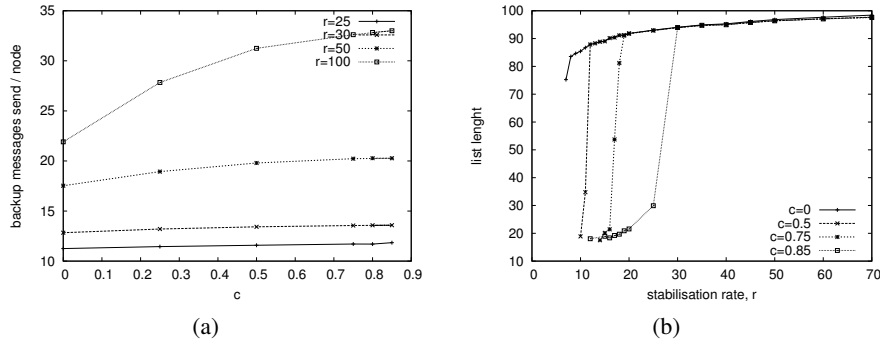 35
30
25
20
15
10
0
0.1
0.2
0.3
0.4
0.5
0.6
0.7
0.8
0.9
backup messages send / node
c
r=25
r=30
r=50
r=100
(a)
100
90
80
70
60
50
40
30
20
10
0
10
20
30
40
50
60
70
list lenght
stabilisation rate, r
c=0
c=0.5
c=0.75
c=0.85
(b)